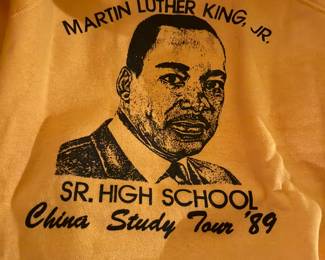 MARTIN LUTHER KING, JR.
SR. HIGH SCHOOL
China Study Tour '89